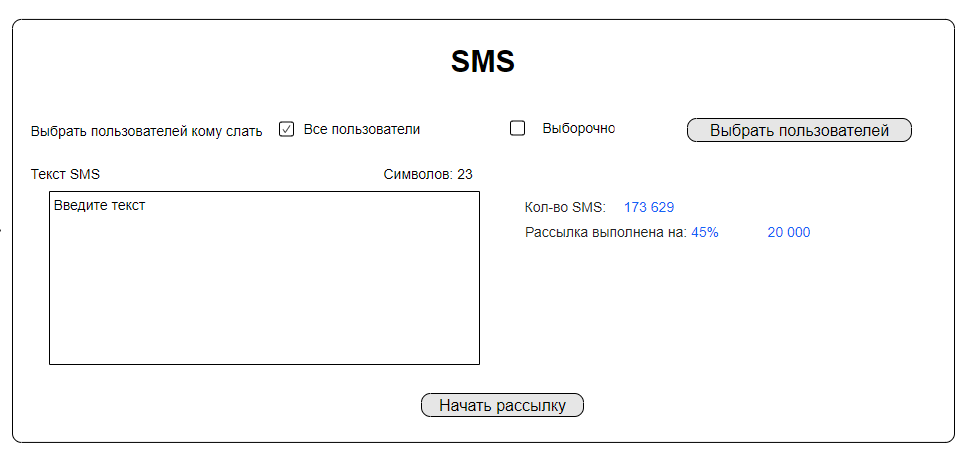 SMS
Выбрать пользователей кому слать Все пользователи Выборочно Выбрать пользователей
Текст SMS Символов: 23
Введите текст
Кол-во SMS: 173 629
Рассылка выполнена на: 45% 20 000
Начать рассылку